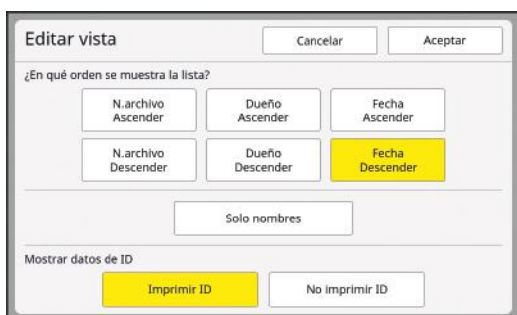 Editar vista
Cancelar
Aceptar
¿En qué orden se muestra la lista?
N.archivo
Ascender
Dueño
Ascender
Fecha
Ascender
N.archivo
Descender
Dueño
Descender
Fecha
Descender
Solo nombres
Mostrar datos de ID
Imprimir ID
No imprimir ID